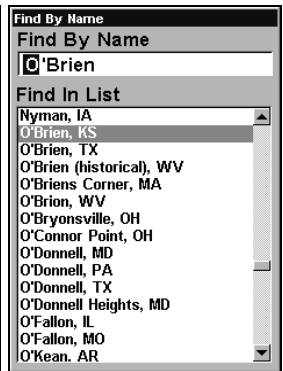 Find By Name
Find By Name
O'Brien
Find In List
Nyman, IA
O'Brien, KS
O'Brien, TX
O'Brien (historical), WV
O'Briens Corner, MA
O'Brion, WV
O'Bryonsville, OH
O'Connor Point, OH
O'Donnell, MD
O'Donnell, PA
O'Donnell, TX
O'Donnell Heights, MD
O'Fallon, IL
O'Fallon, MO
O'Kean, AR